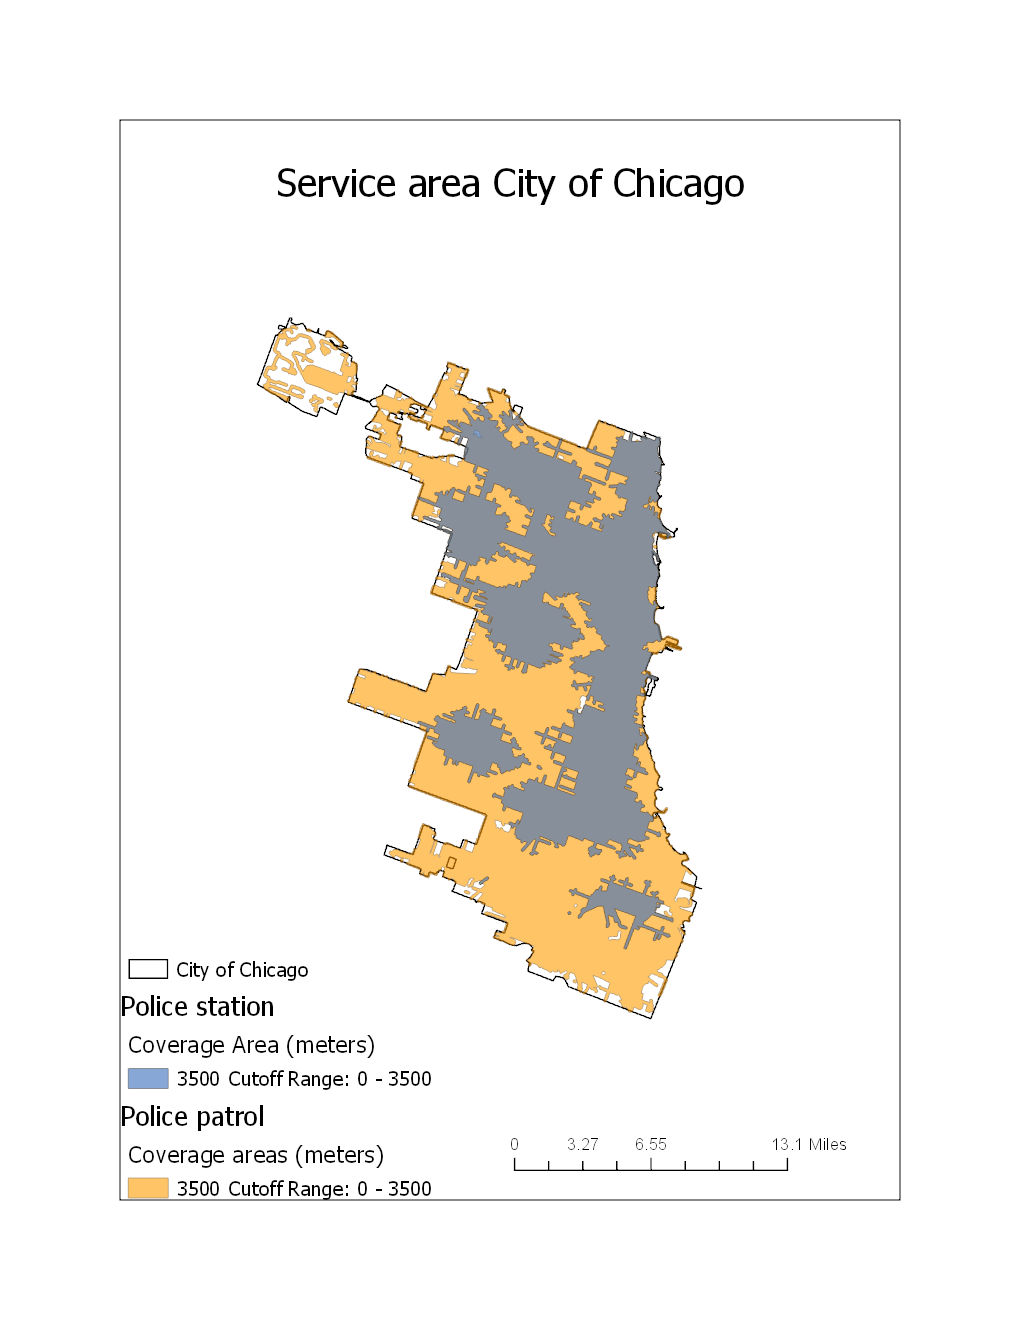 Service area City of Chicago
City of Chicago
Police station
Coverage Area (meters)
3500 Cutoff Range: 0 - 3500
Police patrol
Coverage areas (meters)
3500 Cutoff Range: 0 - 3500
0 3.27 6.55 13.1 Miles